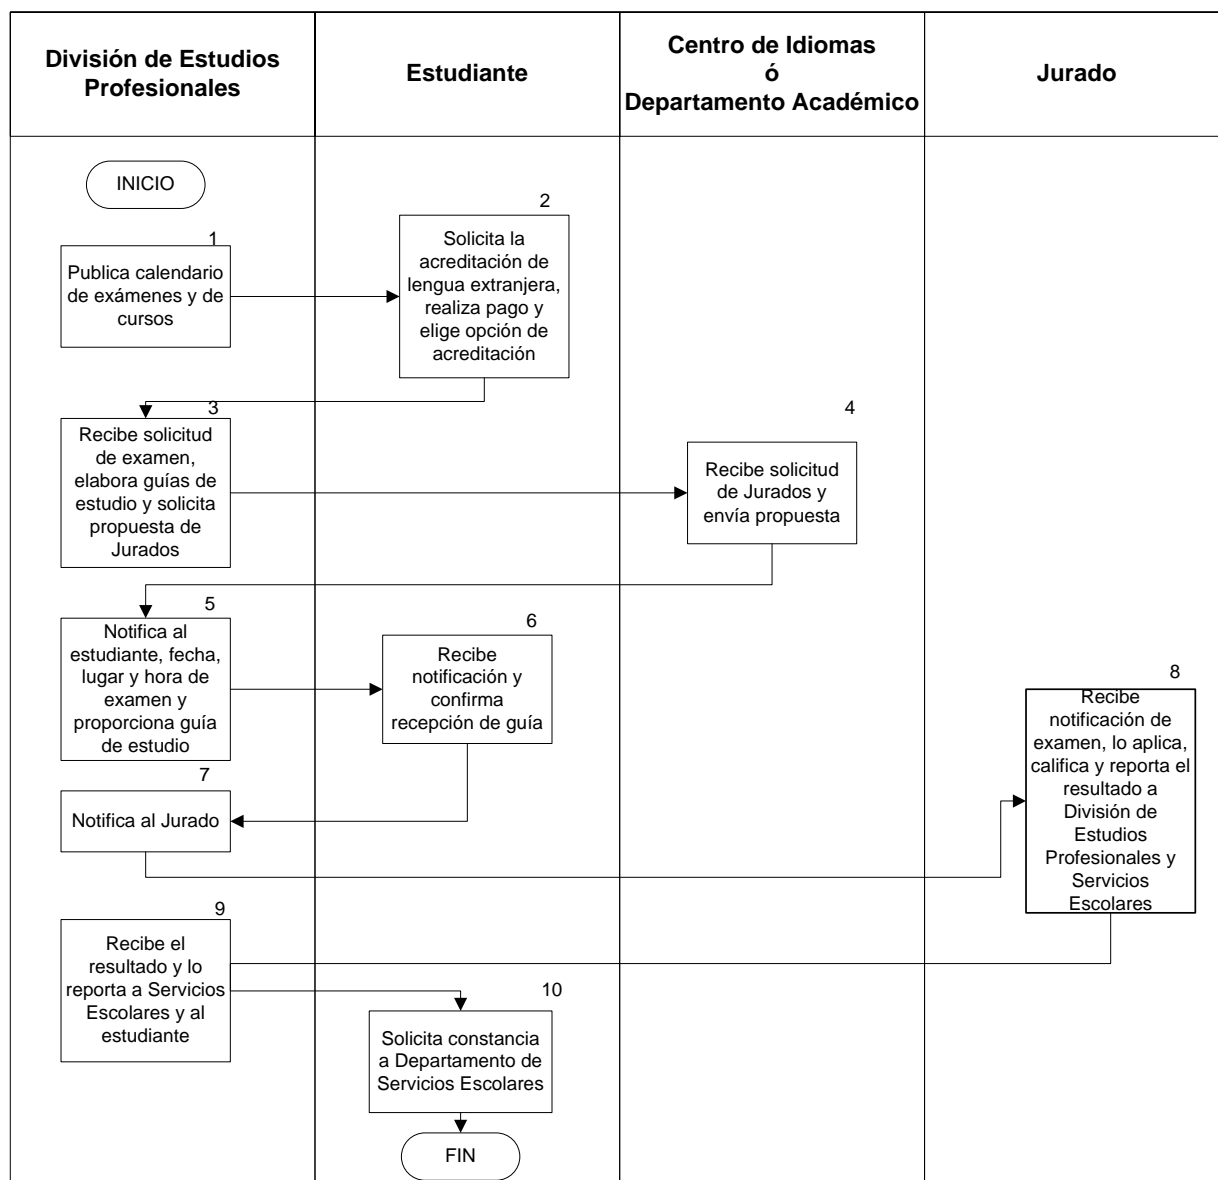 División de Estudios
Profesionales
Estudiante
Centro de Idiomas
ó
Departamento Académico
Jurado
INICIO
1
Publica calendario
de exámenes y de
cursos
2
Solicita la
acreditación de
lengua extranjera,
realiza pago y
elige opción de
acreditación
3
Recibe solicitud
de examen,
elabora guías de
estudio y solicita
propuesta de
Jurados
4
Recibe solicitud
de Jurados y
envía propuesta
5
Notifica al
estudiante, fecha,
lugar y hora de
examen y
proporciona guía
de estudio
6
Recibe
notificación y
confirma
recepción de guía
7
Notifica al Jurado
8
Recibe
notificación de
examen, lo aplica,
califica y reporta el
resultado a
División de
Estudios
Profesionales y
Servicios
Escolares
9
Recibe el
resultado y lo
reporta a Servicios
Escolares y al
estudiante
10
Solicita constancia
a Departamento de
Servicios Escolares
FIN